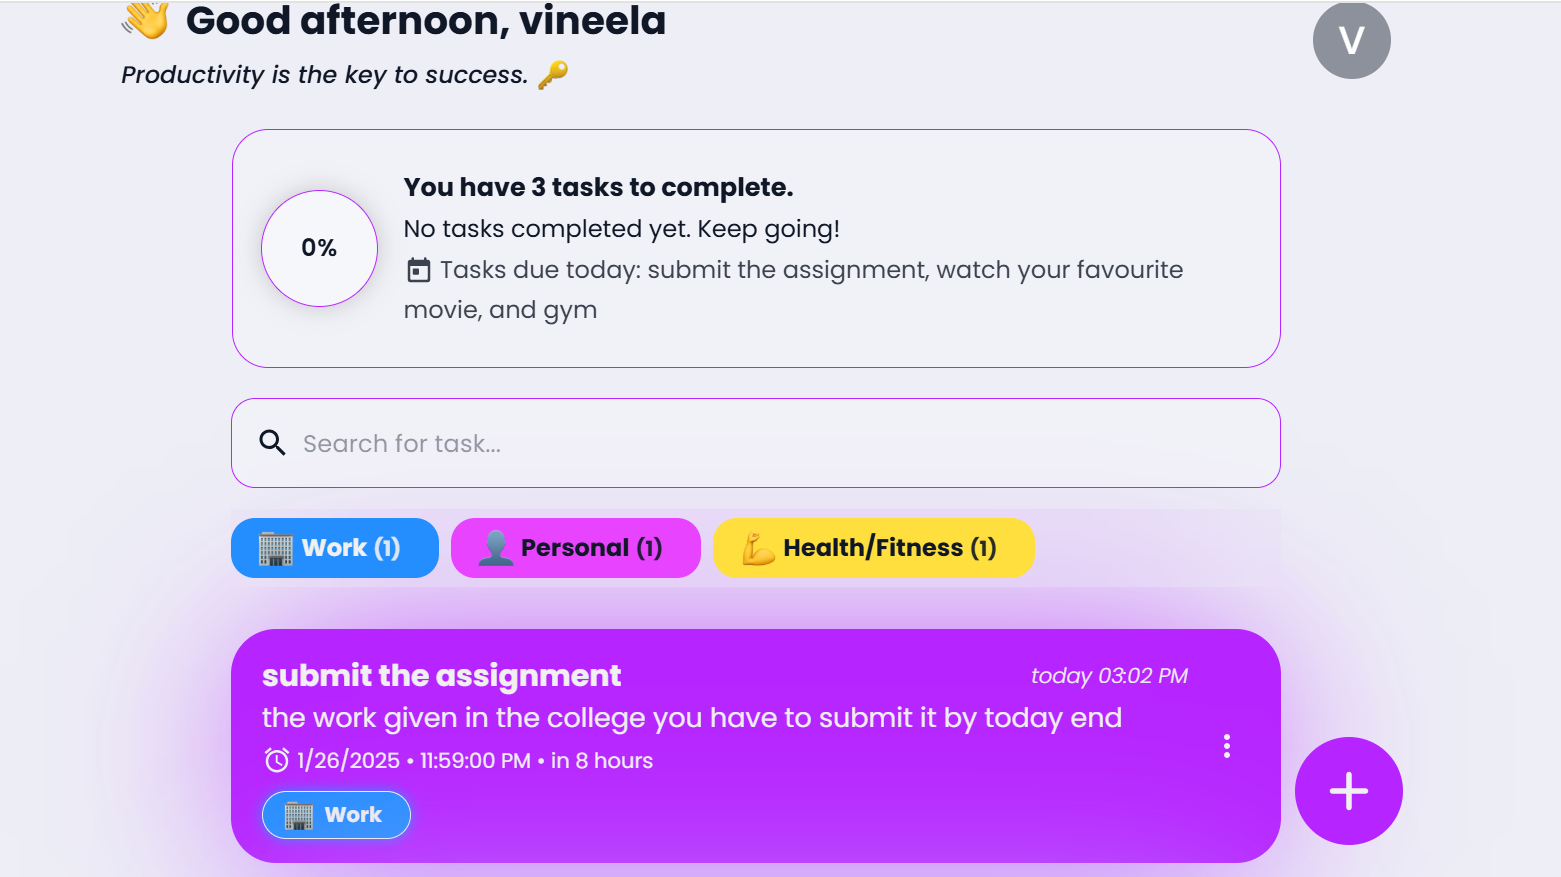 👋 Good afternoon, vineela
V
Productivity is the key to success. 🔑
0%
You have 3 tasks to complete.
No tasks completed yet. Keep going!
Tasks due today: submit the assignment, watch your favourite
movie, and gym
Search for task...
🏢 Work (1)
👤 Personal (1)
💪 Health/Fitness (1)
submit the assignment
today 03:02 PM
the work given in the college you have to submit it by today end
1/26/2025 • 11:59:00 PM • in 8 hours
🏢 Work